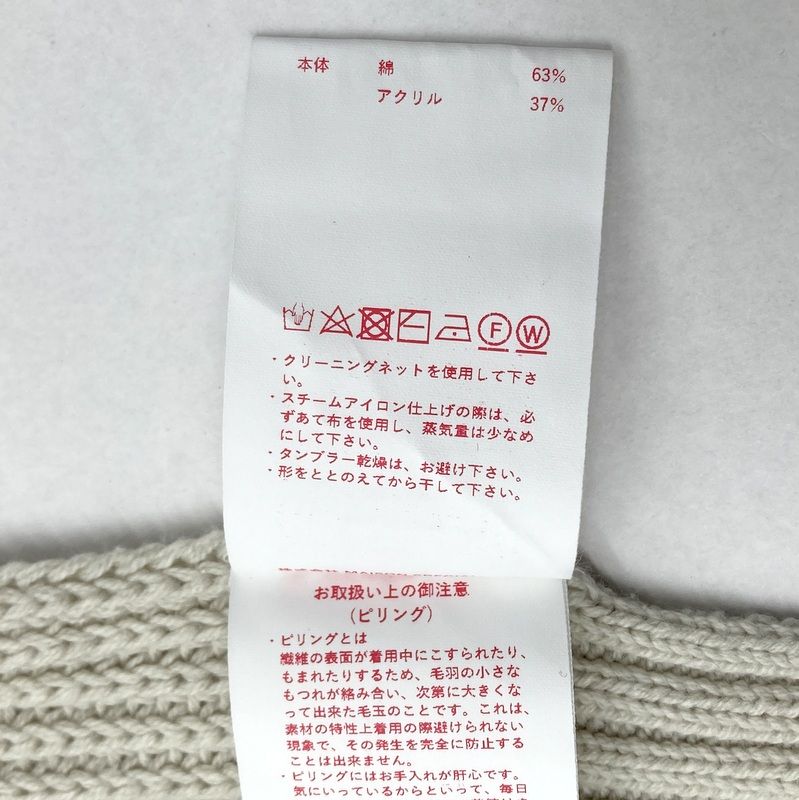 本体 綿 63%
アクリル 37%
F W
・クリーニングネットを使用して下さ
い。
・スチームアイロン仕上げの際は、必
ずあて布を使用し、蒸気量は少なめ
にして下さい。
・タンブラー乾燥は、お避け下さい。
・形をととのえてから干して下さい。
お取扱い上の御注意
(ピリング)
・ピリングとは
繊維の表面が着用中にこすられたり、
もまれたりするため、毛羽の小さな
もつれが絡み合い、次第に大きくな
って出来た毛玉のことです。これは、
素材の特性上着用の際避けられない
現象で、その発生を完全に防止する
ことは出来ません。
・ピリングにはお手入れが肝心です。
気にいっているからといって、毎日